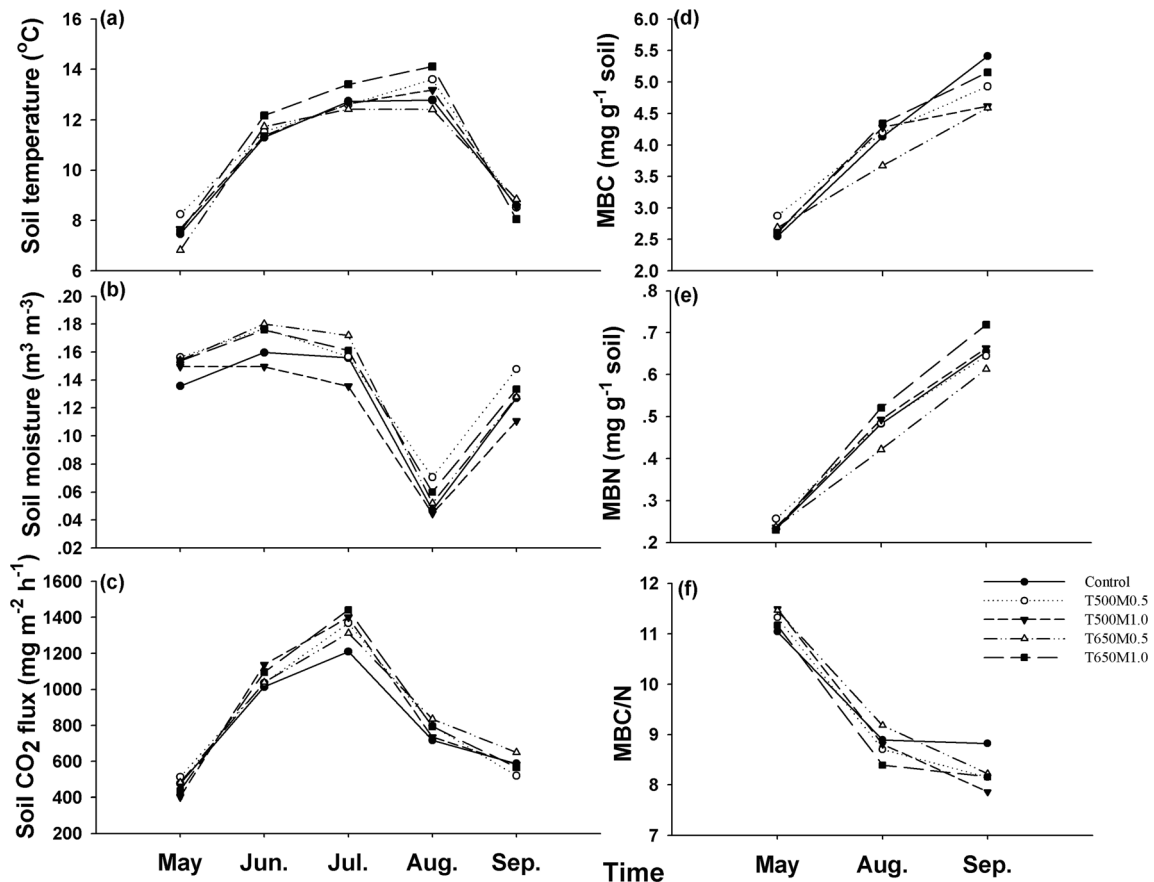 (a)
Soil temperature (°C)
16
14
12
10
8
6
(b)
Soil moisture (m³ m⁻³)
.20
.18
.16
.14
.12
.10
.08
.06
.04
.02
(c)
Soil CO₂ flux (mg m⁻² h⁻¹)
1600
1400
1200
1000
800
600
400
200
May Jun. Jul. Aug. Sep.
(d)
MBC (mg g⁻¹ soil)
6.0
5.5
5.0
4.5
4.0
3.5
3.0
2.5
2.0
(e)
MBN (mg g⁻¹ soil)
.8
.7
.6
.5
.4
.3
.2
(f)
MBC/N
12
11
10
9
8
7
Control
T500M0.5
T500M1.0
T650M0.5
T650M1.0
May Aug. Sep.
Time